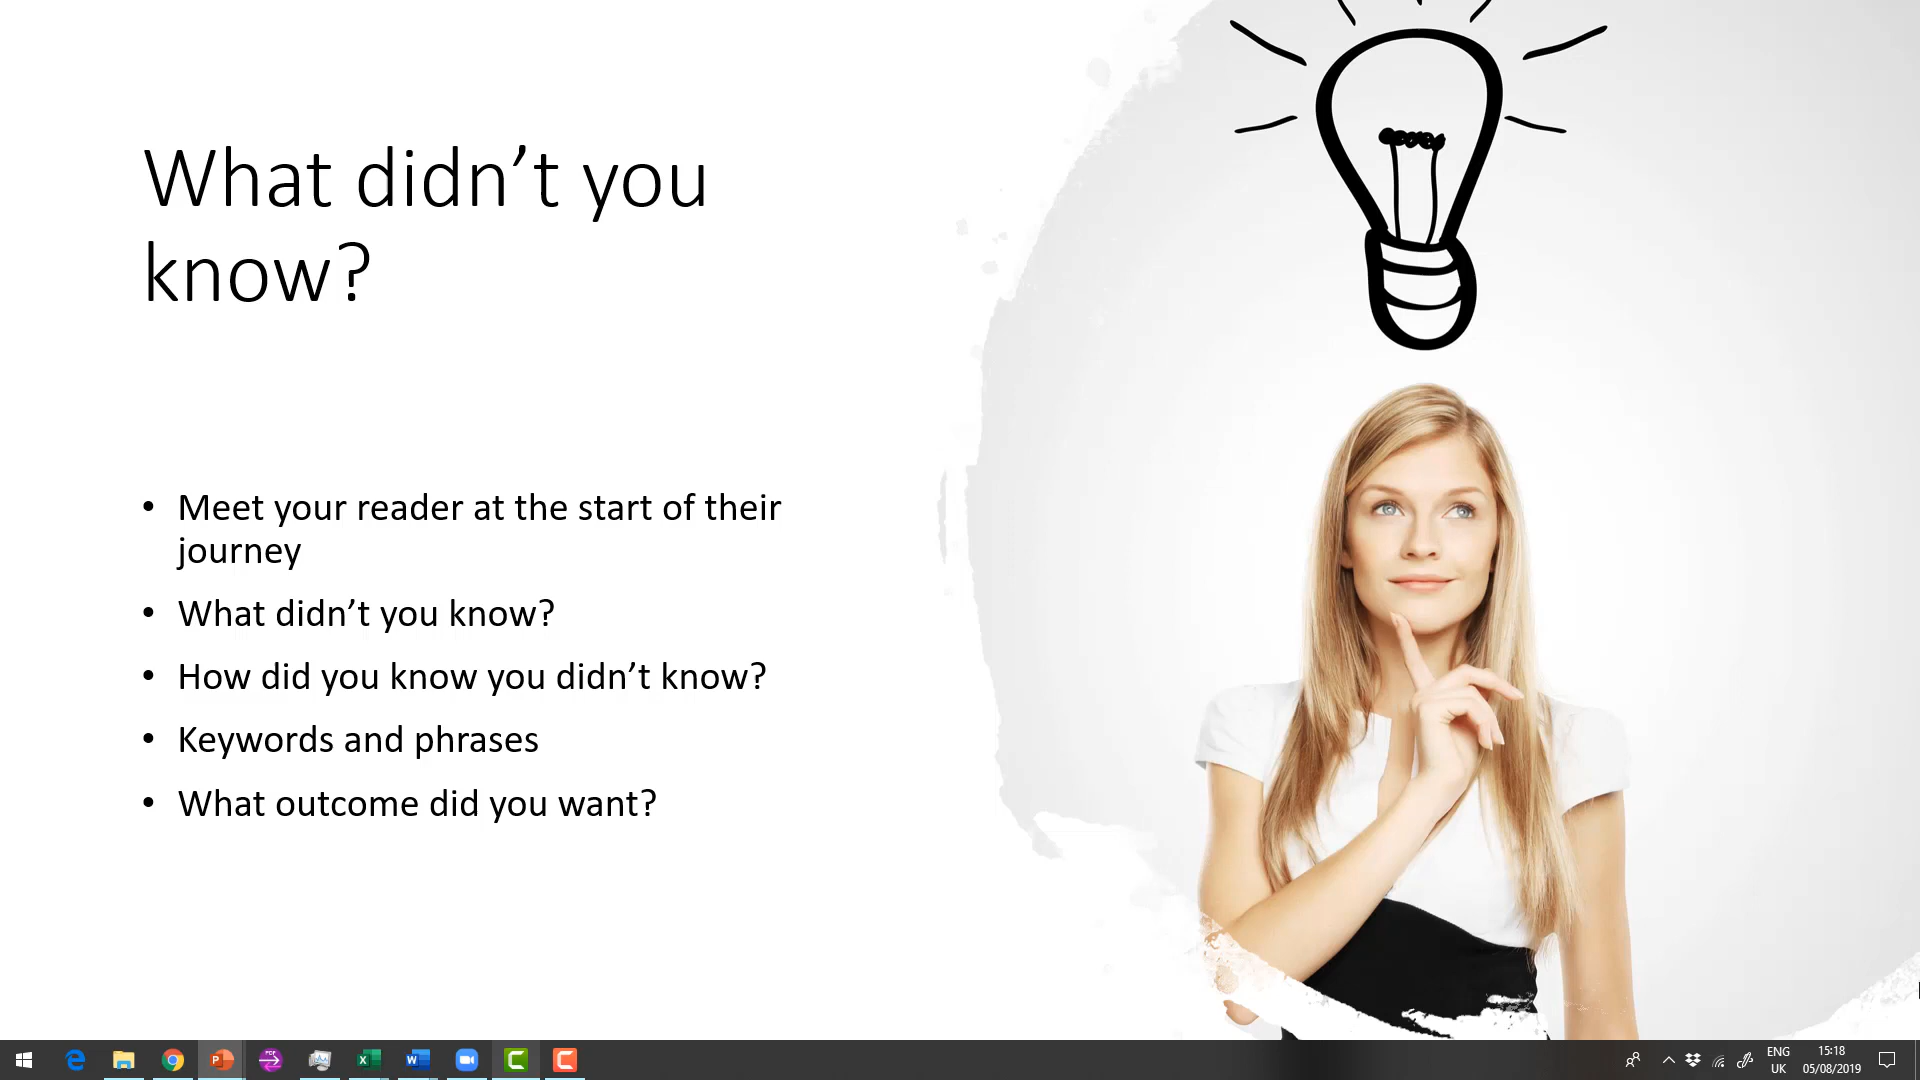 What didn’t you
know?
• Meet your reader at the start of their
journey
• What didn’t you know?
• How did you know you didn’t know?
• Keywords and phrases
• What outcome did you want?
ENG
UK
15:18
05/08/2019